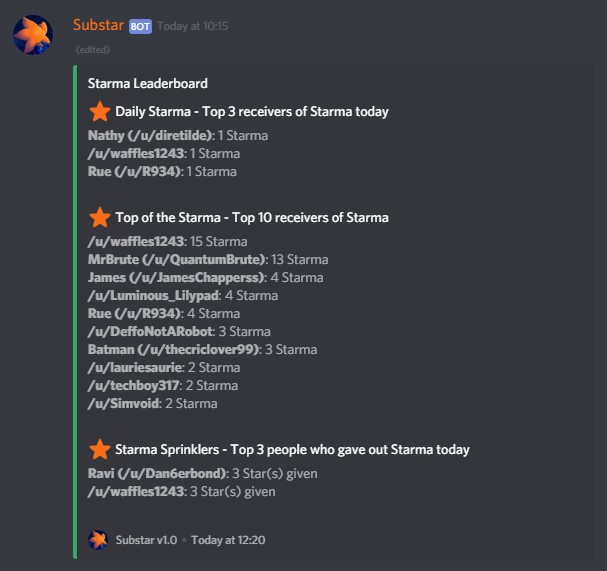 Substar BOT Today at 10:15
(edited)
Starma Leaderboard
Daily Starma - Top 3 receivers of Starma today
Nathy (/u/diretilde): 1 Starma
/u/waffles1243: 1 Starma
Rue (/u/R934): 1 Starma
Top of the Starma - Top 10 receivers of Starma
/u/waffles1243: 15 Starma
MrBrute (/u/QuantumBrute): 13 Starma
James (/u/JamesChapperss): 4 Starma
/u/Luminous_Lilypad: 4 Starma
Rue (/u/R934): 4 Starma
/u/DeffoNotARobot: 3 Starma
Batman (/u/thecriclover99): 3 Starma
/u/lauriesaurie: 2 Starma
/u/techboy317: 2 Starma
/u/Simvoid: 2 Starma
Starma Sprinklers - Top 3 people who gave out Starma today
Ravi (/u/Dan6erbond): 3 Star(s) given
/u/waffles1243: 3 Star(s) given
Substar v1.0 • Today at 12:20